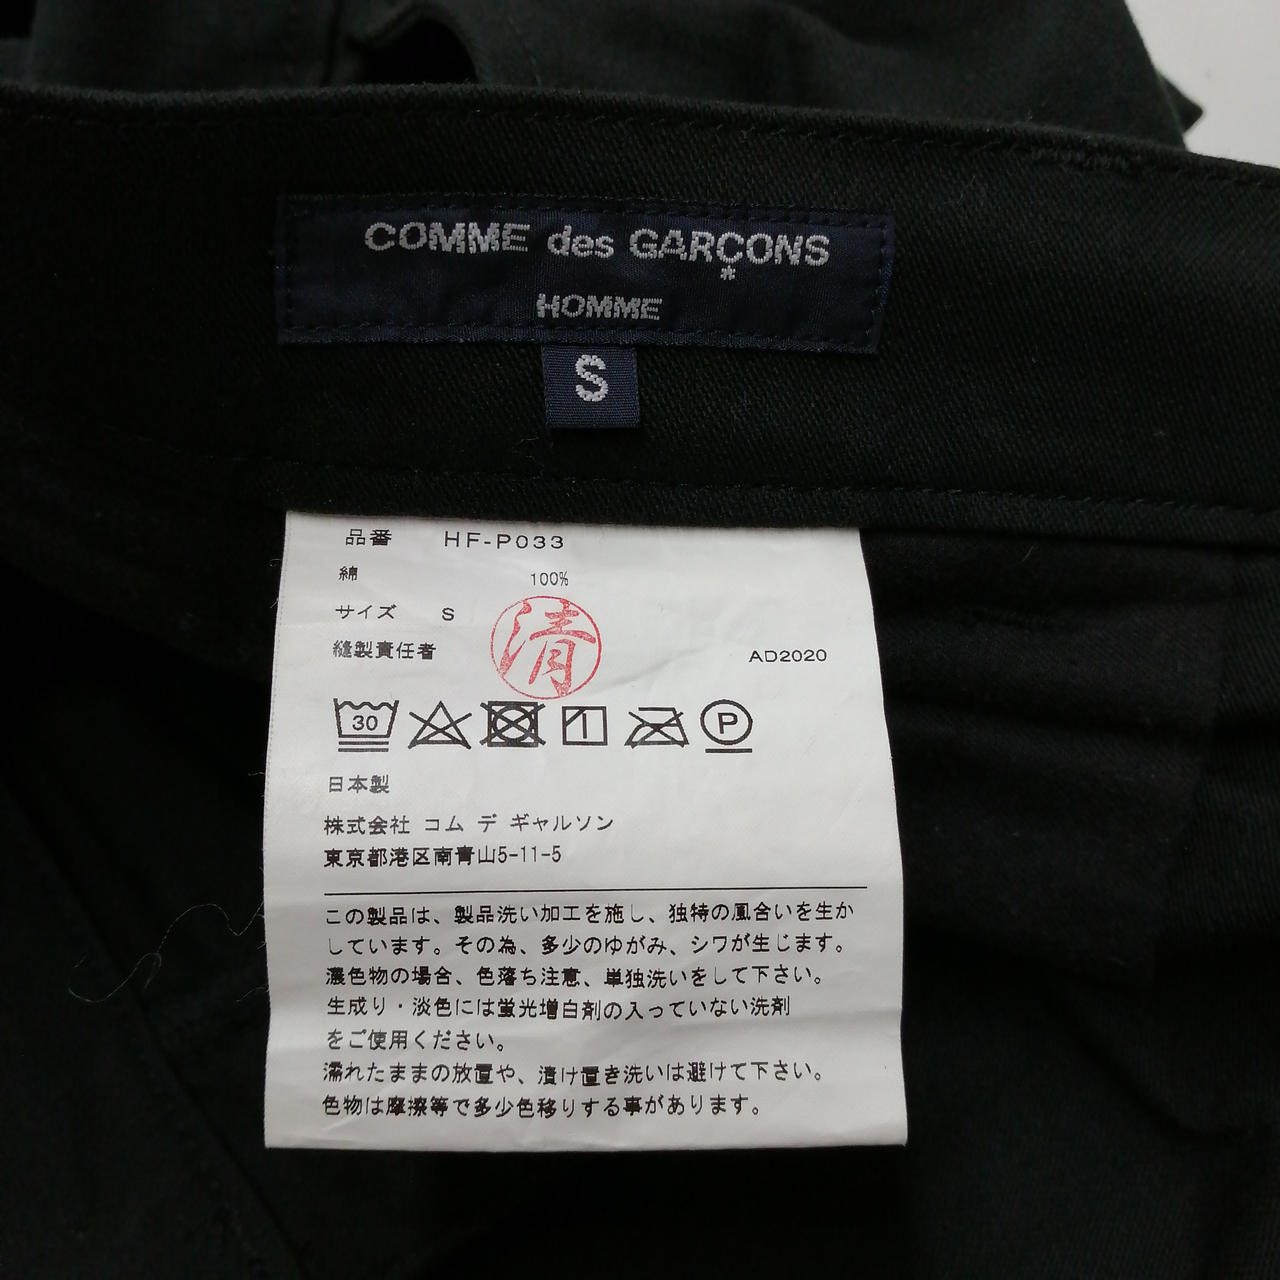 COMME des GARÇONS
*
HOMME
S
品番 HF-P033
綿 100%
サイズ S
縫製責任者 清 AD2020
30 1 P
日本製
株式会社 コム デ ギャルソン
東京都港区南青山5-11-5
この製品は、製品洗い加工を施し、独特の風合いを生か
しています。その為、多少のゆがみ、シワが生じます。
濃色物の場合、色落ち注意、単独洗いをして下さい。
生成り・淡色には蛍光増白剤の入っていない洗剤
をご使用ください。
濡れたままの放置や、漬け置き洗いは避けて下さい。
色物は摩擦等で多少色移りする事があります。